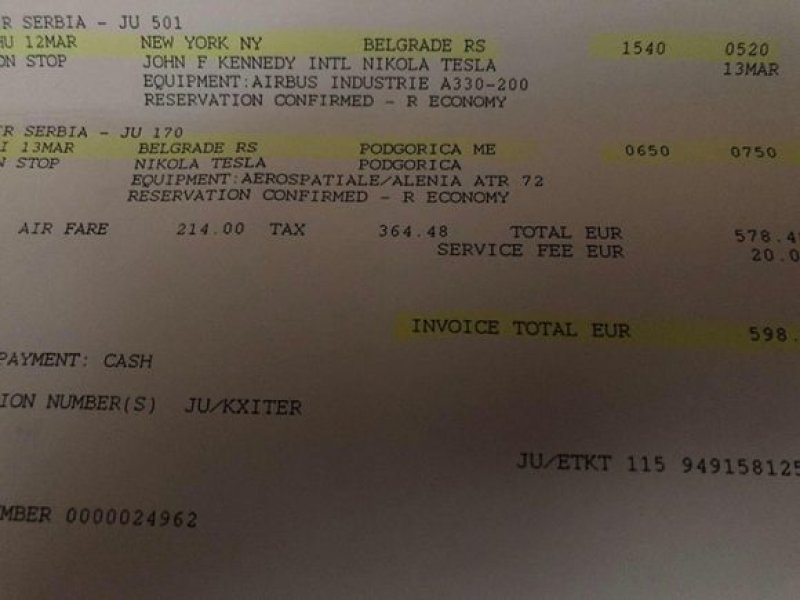 R SERBIA - JU 501
HU 12MAR NEW YORK NY BELGRADE RS 1540 0520
ON STOP JOHN F KENNEDY INTL NIKOLA TESLA 13MAR
EQUIPMENT:AIRBUS INDUSTRIE A330-200
RESERVATION CONFIRMED - R ECONOMY
R SERBIA - JU 170
I 13MAR BELGRADE RS PODGORICA ME 0650 0750
N STOP NIKOLA TESLA PODGORICA
EQUIPMENT:AEROSPATIALE/ALENIA ATR 72
RESERVATION CONFIRMED - R ECONOMY
AIR FARE 214.00 TAX 364.48 TOTAL EUR 578.4
SERVICE FEE EUR 20.0
INVOICE TOTAL EUR 598.
PAYMENT: CASH
ION NUMBER(S) JU/KXITER
JU/ETKT 115 949158125
MBER 0000024962